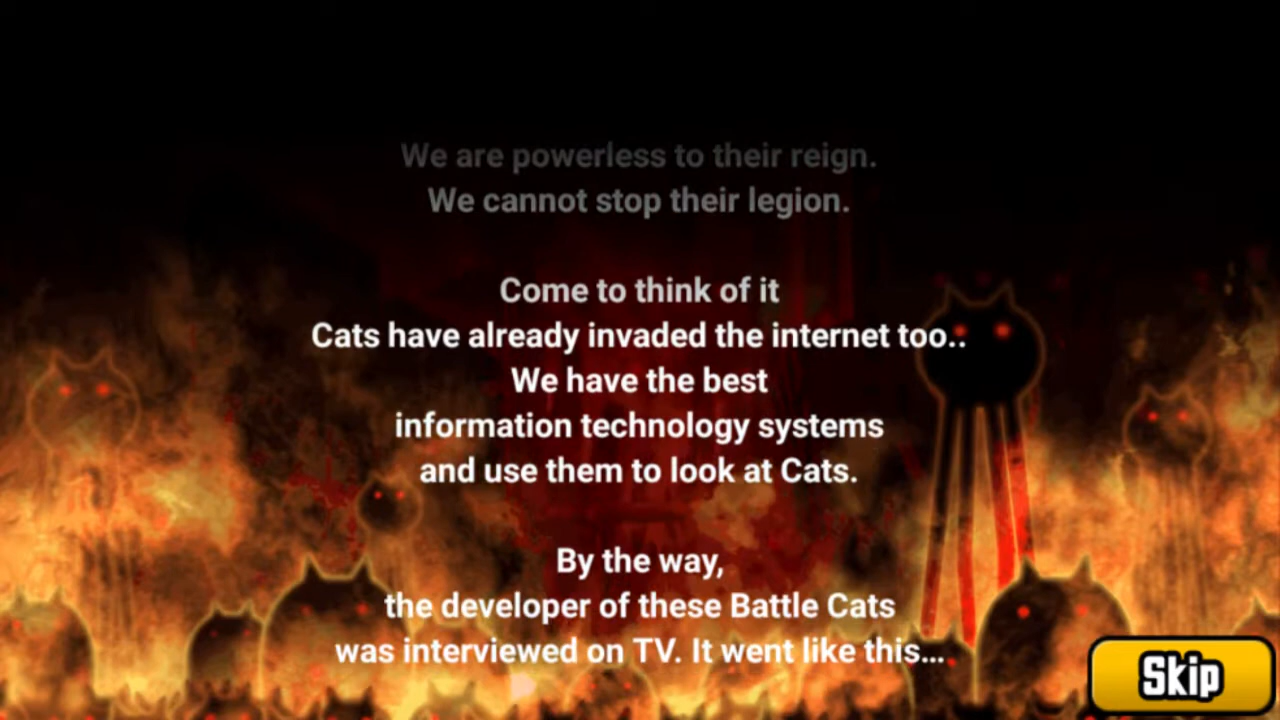 We are powerless to their reign.
We cannot stop their legion.
Come to think of it
Cats have already invaded the internet too..
We have the best
information technology systems
and use them to look at Cats.
By the way,
the developer of these Battle Cats
was interviewed on TV. It went like this...
Skip